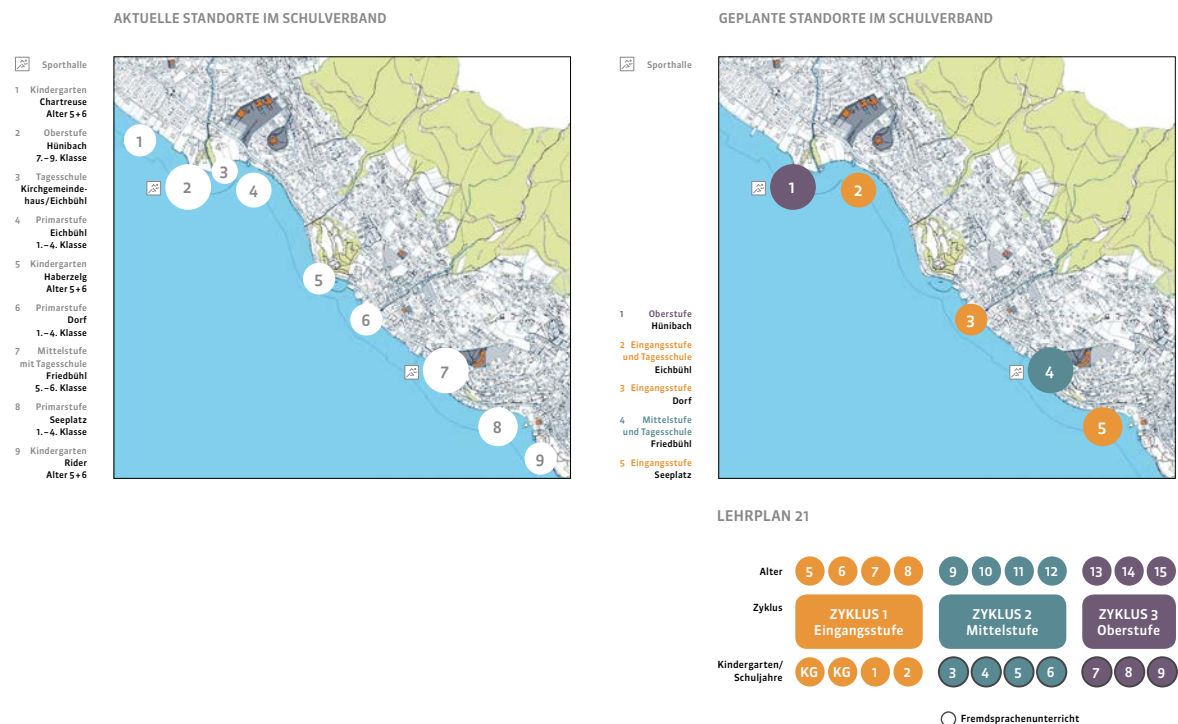 AKTUELLE STANDORTE IM SCHULVERBAND
Sporthalle
1 Kindergarten
Chartreuse
Alter 5+6
2 Oberstufe
Hünibach
7.–9. Klasse
3 Tagesschule
Kirchgemeinde-
haus/Eichbühl
4 Primarstufe
Eichbühl
1.–4. Klasse
5 Kindergarten
Haberzelg
Alter 5+6
6 Primarstufe
Dorf
1.–4. Klasse
7 Mittelstufe
mit Tagesschule
Friedbühl
5.–6. Klasse
8 Primarstufe
Seeplatz
1.–4. Klasse
9 Kindergarten
Rider
Alter 5+6
1
2
3
4
5
6
7
8
9
GEPLANTE STANDORTE IM SCHULVERBAND
Sporthalle
1 Oberstufe
Hünibach
2 Eingangsstufe
und Tagesschule
Eichbühl
3 Eingangsstufe
Dorf
4 Mittelstufe
und Tagesschule
Friedbühl
5 Eingangsstufe
Seeplatz
1
2
3
4
5
LEHRPLAN 21
Alter 5 6 7 8 9 10 11 12 13 14 15
Zyklus
ZYKLUS 1
Eingangsstufe
ZYKLUS 2
Mittelstufe
ZYKLUS 3
Oberstufe
Kindergarten/
Schuljahre
KG KG 1 2 3 4 5 6 7 8 9
Fremdsprachenunterricht